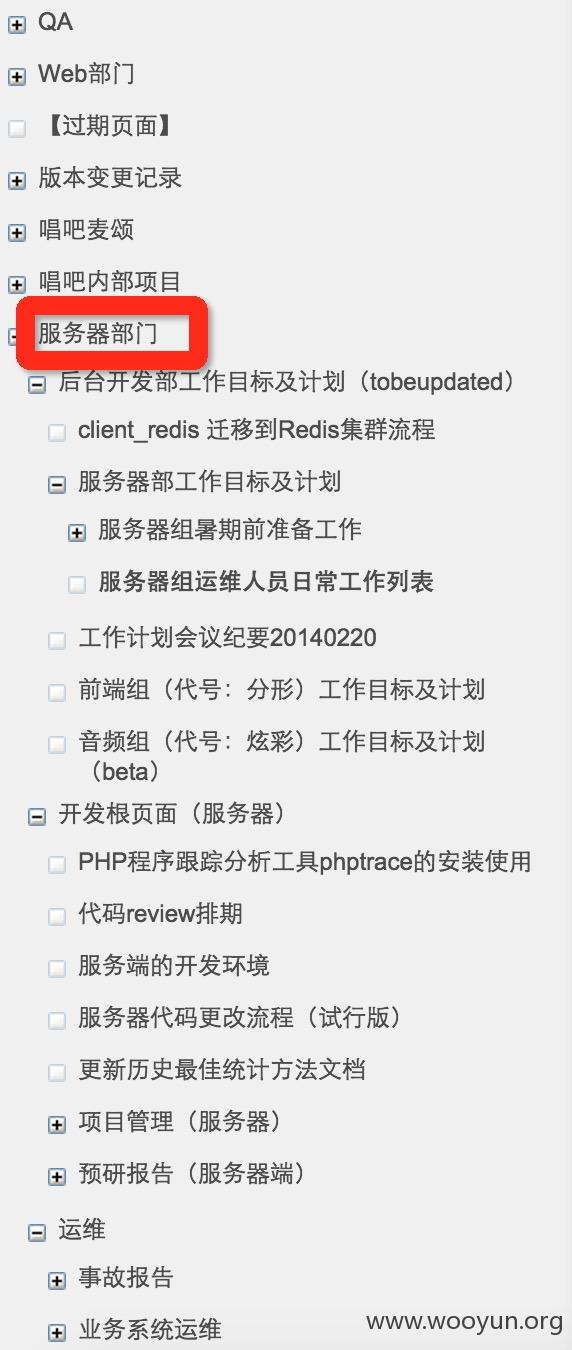 QA
Web部门
【过期页面】
版本变更记录
唱吧麦颂
唱吧内部项目
服务器部门
后台开发部工作目标及计划（tobeupdated）
client_redis 迁移到Redis集群流程
服务器部工作目标及计划
服务器组暑期前准备工作
服务器组运维人员日常工作列表
工作计划会议纪要20140220
前端组（代号：分形）工作目标及计划
音频组（代号：炫彩）工作目标及计划
（beta）
开发根页面（服务器）
PHP程序跟踪分析工具phptrace的安装使用
代码review排期
服务端的开发环境
服务器代码更改流程（试行版）
更新历史最佳统计方法文档
项目管理（服务器）
预研报告（服务器端）
运维
事故报告
业务系统运维
www.wooyun.org